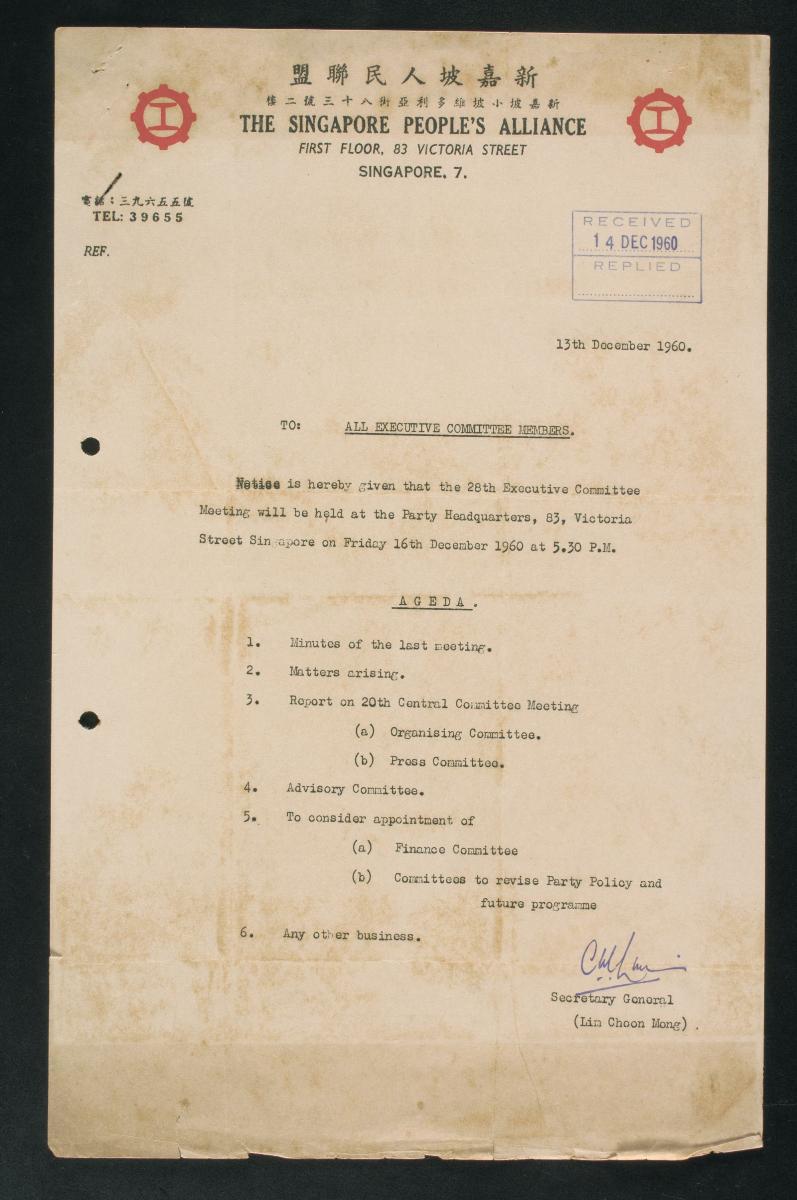 盟聯民人坡嘉新
樓二號三十八街亞利多維坡小坡嘉新
THE SINGAPORE PEOPLE'S ALLIANCE
FIRST FLOOR, 83 VICTORIA STREET
SINGAPORE, 7.
電話：三九六五五號
TEL: 39655
REF.
RECEIVED
14 DEC 1960
REPLIED
13th December 1960.
TO: ALL EXECUTIVE COMMITTEE MEMBERS.
Notice is hereby given that the 28th Executive Committee
Meeting will be held at the Party Headquarters, 83, Victoria
Street Singapore on Friday 16th December 1960 at 5.30 P.M.
A G E D A .
1. Minutes of the last meeting.
2. Matters arising.
3. Report on 20th Central Committee Meeting
(a) Organising Committee.
(b) Press Committee.
4. Advisory Committee.
5. To consider appointment of
(a) Finance Committee
(b) Committees to revise Party Policy and
future programme
6. Any other business.
Secretary General
(Lim Choon Mong) .